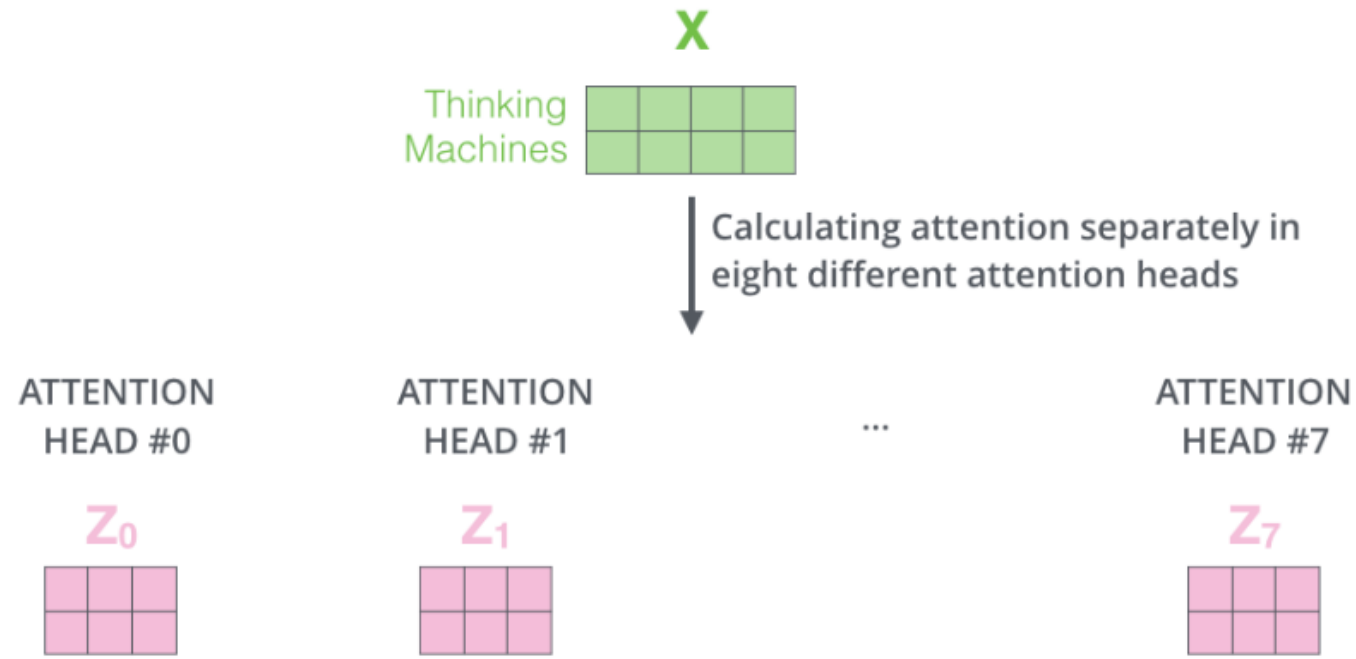 X
Thinking
Machines
Calculating attention separately in
eight different attention heads
ATTENTION
HEAD #0
ATTENTION
HEAD #1
...
ATTENTION
HEAD #7
Z0
Z1
Z7